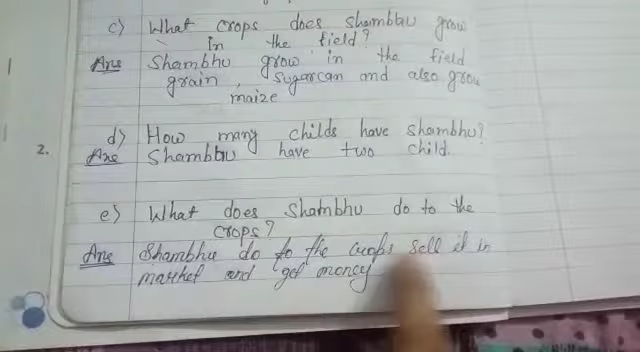 c) What crops does shambhu grow
in the field?
Ans Shambhu grow in the field
grain, sugarcan and also grow
maize
2.
d) How many childs have shambhu?
Ans Shambhu have two child.
e) What does Shambhu do to the
crops?
Ans Shambhu do to the crops sell it in
market and get money